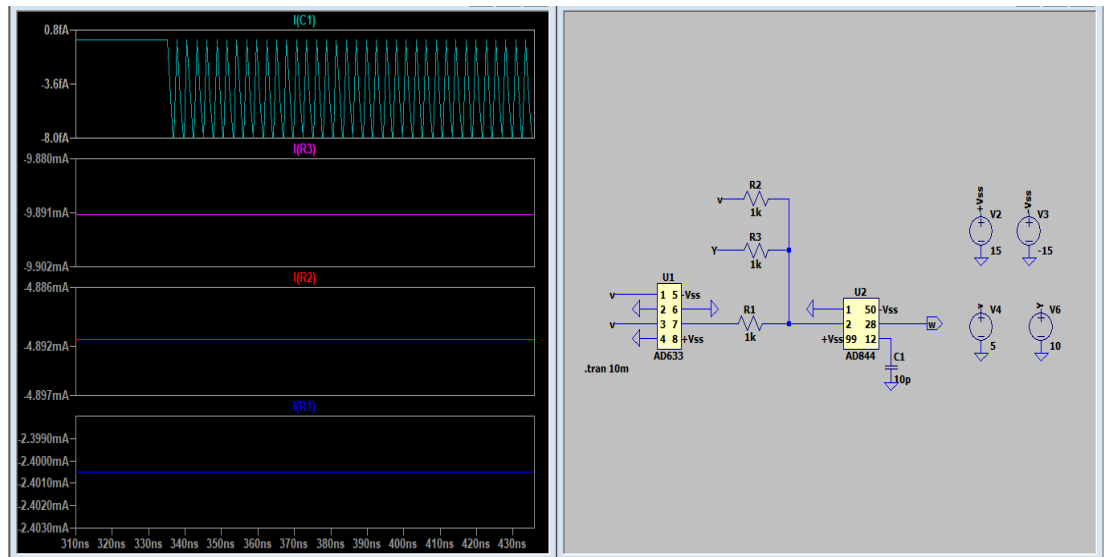 I(C1)
0.8fA
-3.6fA
-8.0fA
I(R3)
-9.880mA
-9.891mA
-9.902mA
I(R2)
-4.886mA
-4.892mA
-4.897mA
I(R1)
-2.3990mA
-2.4000mA
-2.4010mA
-2.4020mA
-2.4030mA
310ns 320ns 330ns 340ns 350ns 360ns 370ns 380ns 390ns 400ns 410ns 420ns 430ns
R2
v
1k
R3
Y
1k
U1
v 1 5 -Vss
2 6
v 3 7
4 8 +Vss
AD633
R1
1k
U2
1 50 -Vss
2 28 w
+Vss 99 12
AD844
C1
10p
.tran 10m
+Vss
V2
15
-Vss
V3
-15
v
V4
5
Y
V6
10